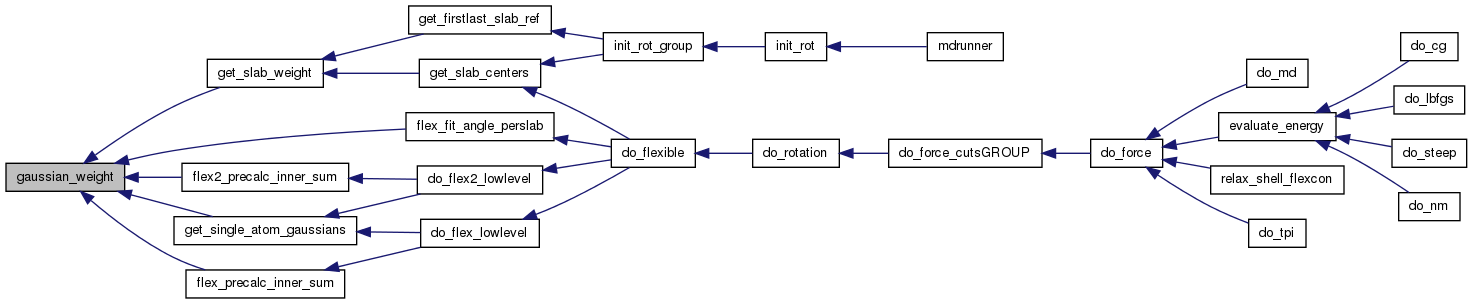 gaussian_weight
get_slab_weight
get_firstlast_slab_ref
get_slab_centers
flex_fit_angle_perslab
flex2_precalc_inner_sum
get_single_atom_gaussians
flex_precalc_inner_sum
do_flex2_lowlevel
do_flex_lowlevel
init_rot_group
do_flexible
init_rot
mdrunner
do_rotation
do_force_cutsGROUP
do_force
do_md
evaluate_energy
relax_shell_flexcon
do_tpi
do_cg
do_lbfgs
do_steep
do_nm